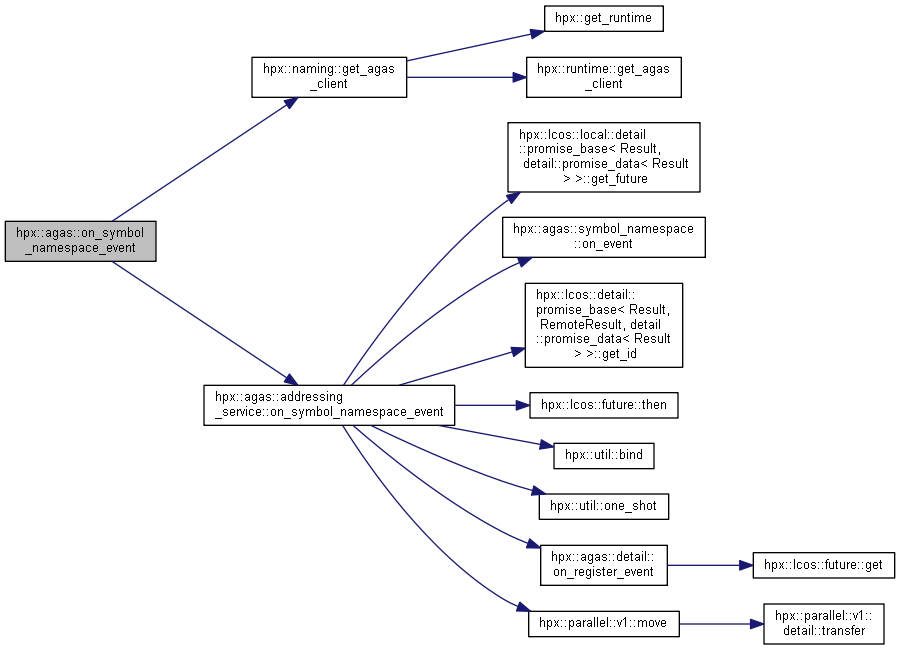 hpx::get_runtime
hpx::naming::get_agas
_client
hpx::runtime::get_agas
_client
hpx::lcos::local::detail
::promise_base< Result,
detail::promise_data< Result
> >::get_future
hpx::agas::on_symbol
_namespace_event
hpx::agas::symbol_namespace
::on_event
hpx::lcos::detail::
promise_base< Result,
RemoteResult, detail
::promise_data< Result
> >::get_id
hpx::agas::addressing
_service::on_symbol_namespace_event
hpx::lcos::future::then
hpx::util::bind
hpx::util::one_shot
hpx::agas::detail::
on_register_event
hpx::lcos::future::get
hpx::parallel::v1::move
hpx::parallel::v1::
detail::transfer